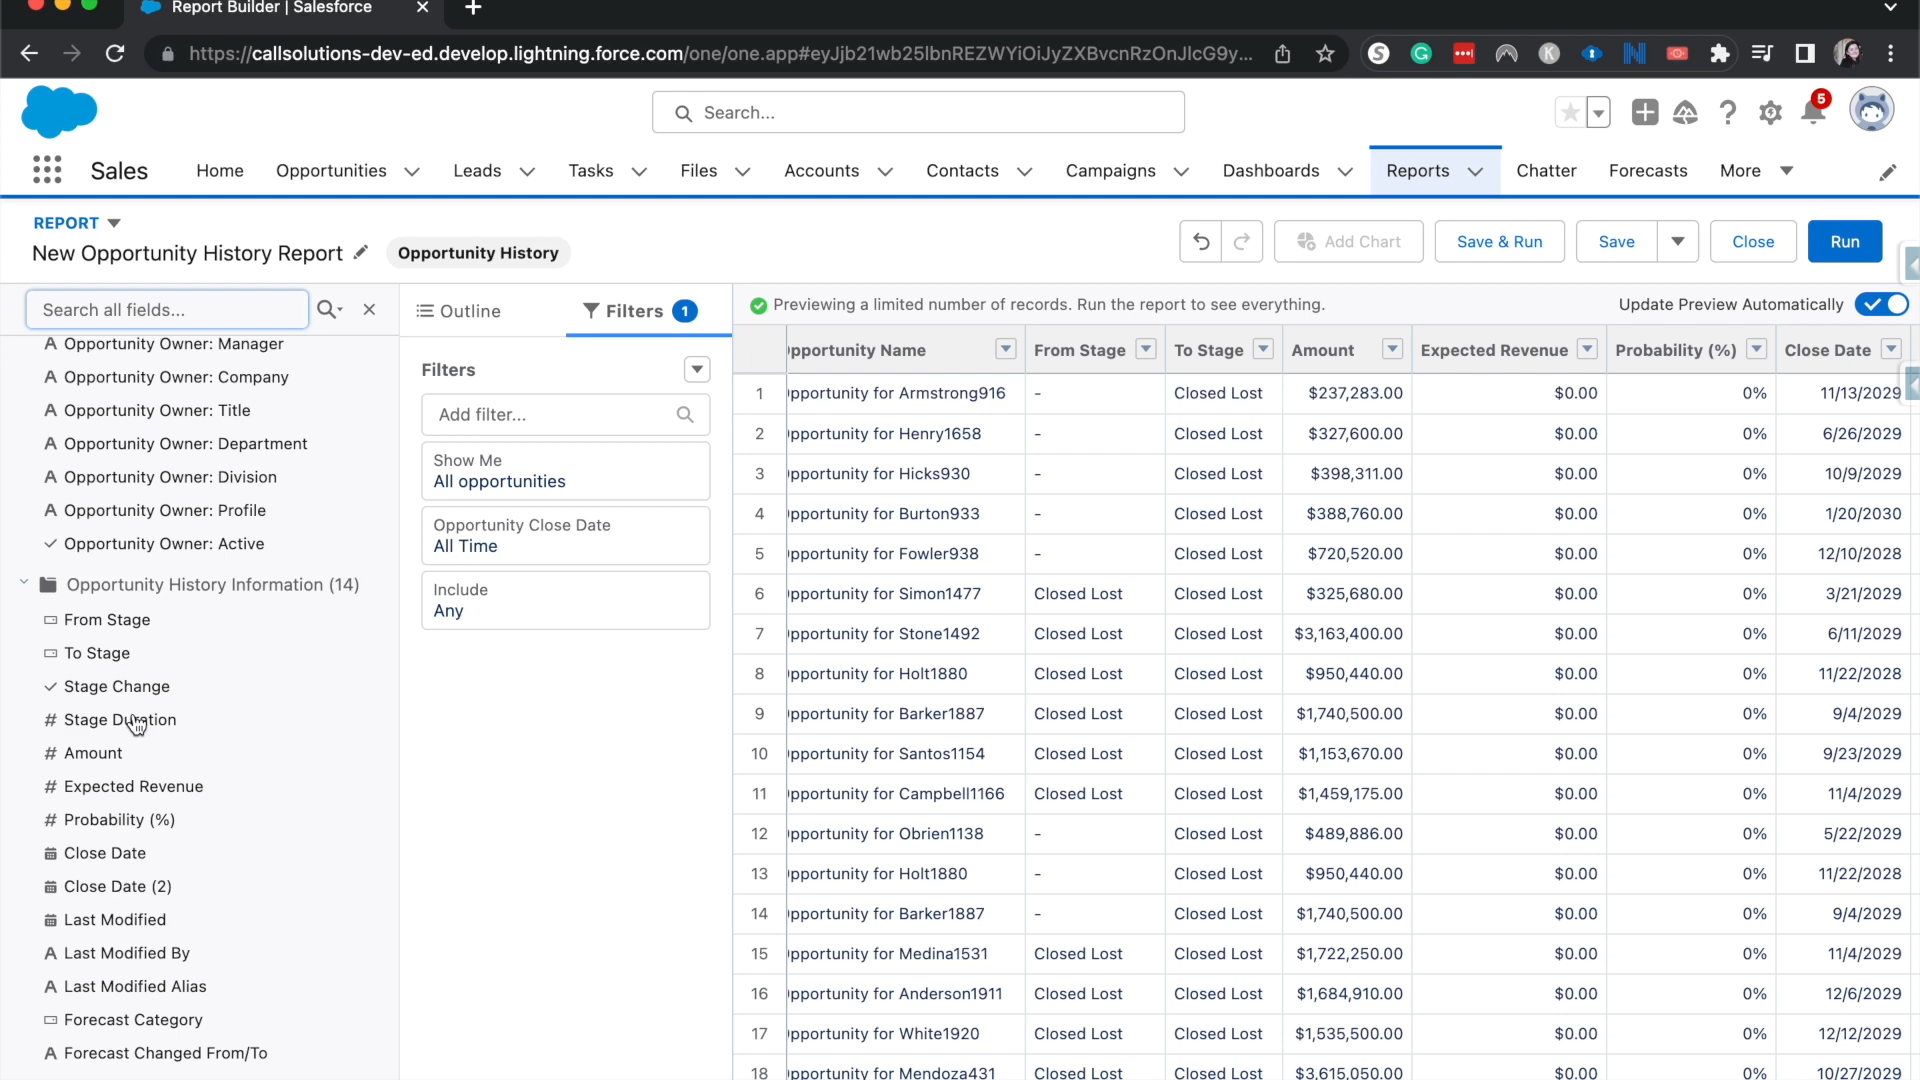 Report Builder | Salesforce
https://callsolutions-dev-ed.develop.lightning.force.com/one/one.app#eyJjb21wb25lbnREZWYiOiJyZXBvcnRzOnJlcG9y...
Search...
5
Sales Home Opportunities Leads Tasks Files Accounts Contacts Campaigns Dashboards Reports Chatter Forecasts More
REPORT
New Opportunity History Report Opportunity History
Add Chart Save & Run Save Close Run
Search all fields...
Opportunity Owner: Manager
Opportunity Owner: Company
Opportunity Owner: Title
Opportunity Owner: Department
Opportunity Owner: Division
Opportunity Owner: Profile
Opportunity Owner: Active
Opportunity History Information (14)
From Stage
To Stage
Stage Change
Stage Duration
Amount
Expected Revenue
Probability (%)
Close Date
Close Date (2)
Last Modified
Last Modified By
Last Modified Alias
Forecast Category
Forecast Changed From/To
Outline Filters 1
Filters
Add filter...
Show Me
All opportunities
Opportunity Close Date
All Time
Include
Any
Previewing a limited number of records. Run the report to see everything. Update Preview Automatically
pportunity Name From Stage To Stage Amount Expected Revenue Probability (%) Close Date
1 pportunity for Armstrong916 - Closed Lost $237,283.00 $0.00 0% 11/13/2029
2 pportunity for Henry1658 - Closed Lost $327,600.00 $0.00 0% 6/26/2029
3 pportunity for Hicks930 - Closed Lost $398,311.00 $0.00 0% 10/9/2029
4 pportunity for Burton933 - Closed Lost $388,760.00 $0.00 0% 1/20/2030
5 pportunity for Fowler938 - Closed Lost $720,520.00 $0.00 0% 12/10/2028
6 pportunity for Simon1477 Closed Lost Closed Lost $325,680.00 $0.00 0% 3/21/2029
7 pportunity for Stone1492 Closed Lost Closed Lost $3,163,400.00 $0.00 0% 6/11/2029
8 pportunity for Holt1880 Closed Lost Closed Lost $950,440.00 $0.00 0% 11/22/2028
9 pportunity for Barker1887 Closed Lost Closed Lost $1,740,500.00 $0.00 0% 9/4/2029
10 pportunity for Santos1154 Closed Lost Closed Lost $1,153,670.00 $0.00 0% 9/23/2029
11 pportunity for Campbell1166 Closed Lost Closed Lost $1,459,175.00 $0.00 0% 11/4/2029
12 pportunity for Obrien1138 - Closed Lost $489,886.00 $0.00 0% 5/22/2029
13 pportunity for Holt1880 - Closed Lost $950,440.00 $0.00 0% 11/22/2028
14 pportunity for Barker1887 - Closed Lost $1,740,500.00 $0.00 0% 9/4/2029
15 pportunity for Medina1531 Closed Lost Closed Lost $1,722,250.00 $0.00 0% 11/4/2029
16 pportunity for Anderson1911 Closed Lost Closed Lost $1,684,910.00 $0.00 0% 12/6/2029
17 pportunity for White1920 Closed Lost Closed Lost $1,535,500.00 $0.00 0% 12/12/2029
18 pportunity for Mendoza431 Closed Lost Closed Lost $3,615,050.00 $0.00 0% 10/27/2029